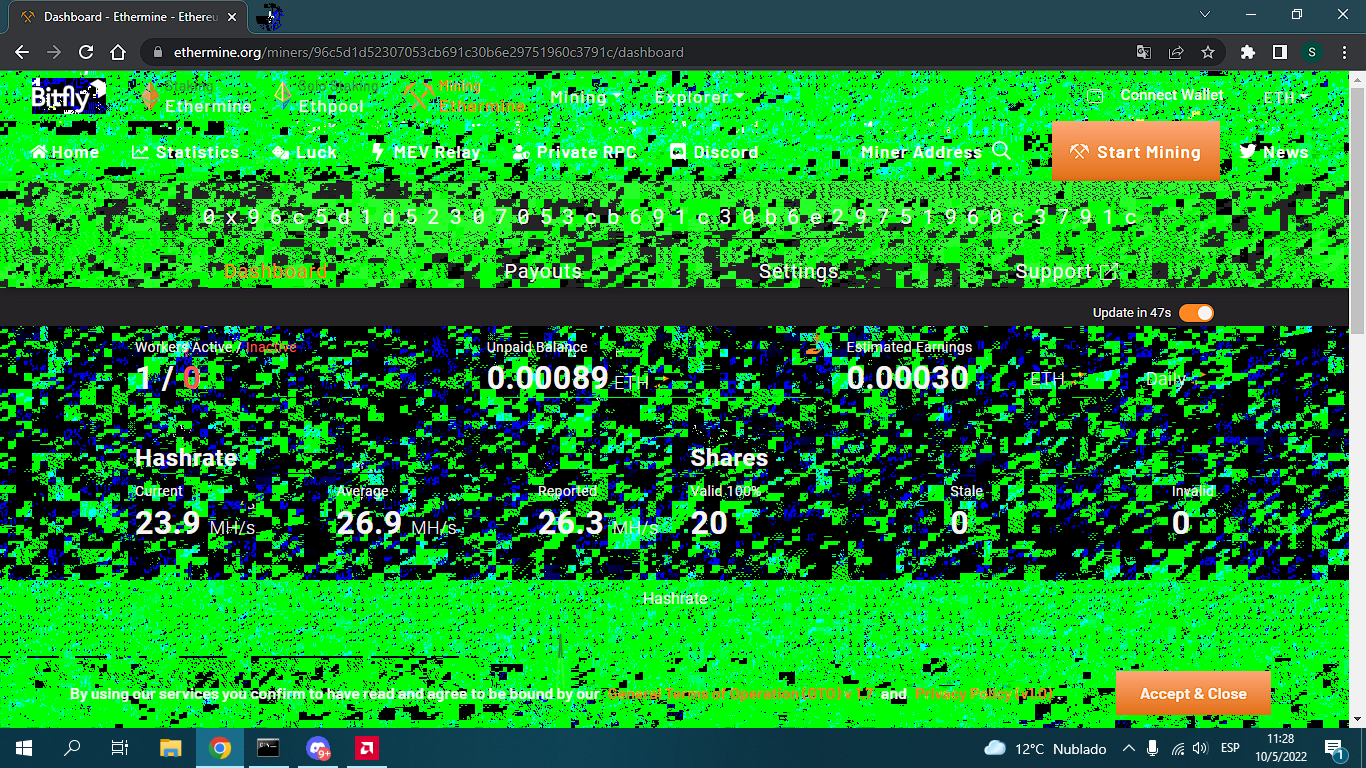 Dashboard - Ethermine - Ethereu
ethermine.org/miners/96c5d1d52307053cb691c30b6e29751960c3791c/dashboard
S
Bitfly
Ethermine
Ethpool
Mining
Ethermine
Mining
Explorer
Connect Wallet
ETH
Home
Statistics
Luck
MEV Relay
Private RPC
Discord
Miner Address
Start Mining
News
0x96c5d1d52307053cb691c30b6e29751960c3791c
Dashboard
Payouts
Settings
Support
Update in 47s
Workers Active / Inactive
Unpaid Balance
Estimated Earnings
1 / 0
0.00089 ETH
0.00030 ETH Daily
Hashrate
Shares
Current
Average
Reported
Valid 100%
Stale
Invalid
23.9 MH/s
26.9 MH/s
26.3 MH/s
20
0
0
Hashrate
By using our services you confirm to have read and agree to be bound by our General Terms of Operation (GTO) v1.7 and Privacy Policy (v1.0)
Accept & Close
9+
12°C Nublado
ESP
11:28
10/5/2022
1